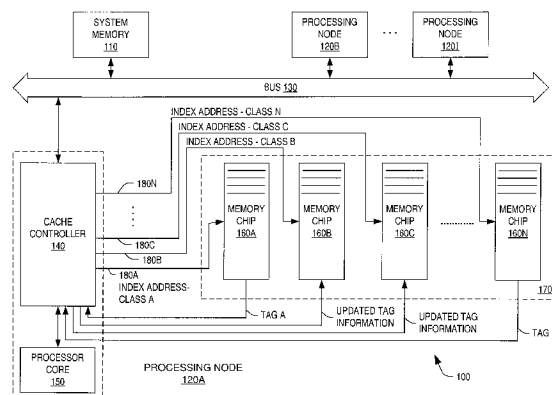 SYSTEM
MEMORY
110
PROCESSING
NODE
120B
...
PROCESSING
NODE
120I
BUS 130
INDEX ADDRESS - CLASS N
INDEX ADDRESS - CLASS C
INDEX ADDRESS - CLASS B
180N
180C
180B
180A
INDEX ADDRESS-
CLASS A
CACHE
CONTROLLER
140
MEMORY
CHIP
160A
MEMORY
CHIP
160B
MEMORY
CHIP
160C
MEMORY
CHIP
160N
170
TAG A
UPDATED TAG
INFORMATION
UPDATED TAG
INFORMATION
TAG
PROCESSOR
CORE
150
PROCESSING NODE
120A
100